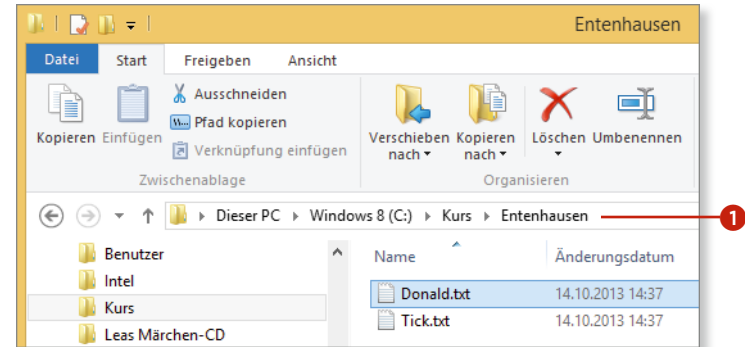 Entenhausen
Datei Start Freigeben Ansicht
Kopieren Einfügen
Ausschneiden
Pfad kopieren
Verknüpfung einfügen
Verschieben nach
Kopieren nach
Löschen Umbenennen
Zwischenablage Organisieren
Dieser PC Windows 8 (C:) Kurs Entenhausen
1
Benutzer
Intel
Kurs
Leas Märchen-CD
Name Änderungsdatum
Donald.txt 14.10.2013 14:37
Tick.txt 14.10.2013 14:37